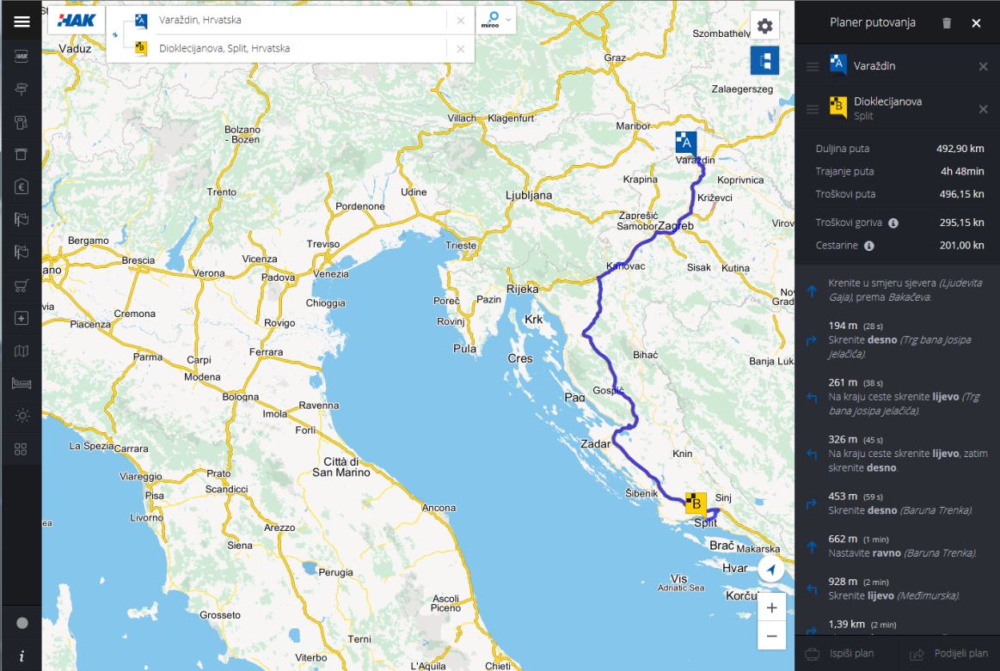 HAK
Varaždin, Hrvatska
Dioklecijanova, Split, Hrvatska
mireo
Planer putovanja
A
Varaždin
B
Dioklecijanova
Split
Duljina puta 492,90 km
Trajanje puta 4h 48min
Troškovi puta 496,15 kn
Troškovi goriva 295,15 kn
Cestarine 201,00 kn
Krenite u smjeru sjevera (Ljudevita
Gaja), prema Bakačeva.
194 m (28 s)
Skrenite desno (Trg bana Josipa
Jelačića).
261 m (38 s)
Na kraju ceste skrenite lijevo (Trg
bana Josipa Jelačića).
326 m (45 s)
Na kraju ceste skrenite lijevo, zatim
skrenite desno.
453 m (59 s)
Skrenite desno (Baruna Trenka).
662 m (1 min)
Nastavite ravno (Baruna Trenka).
928 m (2 min)
Skrenite lijevo (Međimurska).
1,39 km (2 min)
Ispiši plan
Podijeli plan
Vaduz
Szombathely
Graz
Zalaegerszeg
Villach
Klagenfurt
Maribor
Bolzano
- Bozen
A
Varaždin
Krapina
Koprivnica
Trento
Udine
Ljubljana
Križevci
Pordenone
Zaprešić
Samobor
Zagreb
Virov
Bergamo
Treviso
Trieste
Brescia
Vicenza
Verona
Padova
Venezia
Karlovac
Sisak
Kutina
ano
Rijeka
Nov
Grad
Chioggia
Poreč
Pazin
via
Cremona
Piacenza
Rovigo
Rovinj
Krk
Pula
Cres
Bihać
Banja Luk
Parma
Carpi
Ferrara
Modena
Gospić
Pag
Bologna
Ravenna
Imola
Forlì
La Spezia
Carrara
Zadar
Knin
Città di
San Marino
Viareggio
Prato
Pisa
Scandicci
Šibenik
B
Sinj
Livorno
Arezzo
Ancona
Split
Siena
Brač
Makarska
Perugia
Hvar
Vis
Adriatic Sea
Korču
Ascoli
Piceno
Grosseto
Terni
Viterbo
L'Aquila
Chieti
ea
+
−
€
i